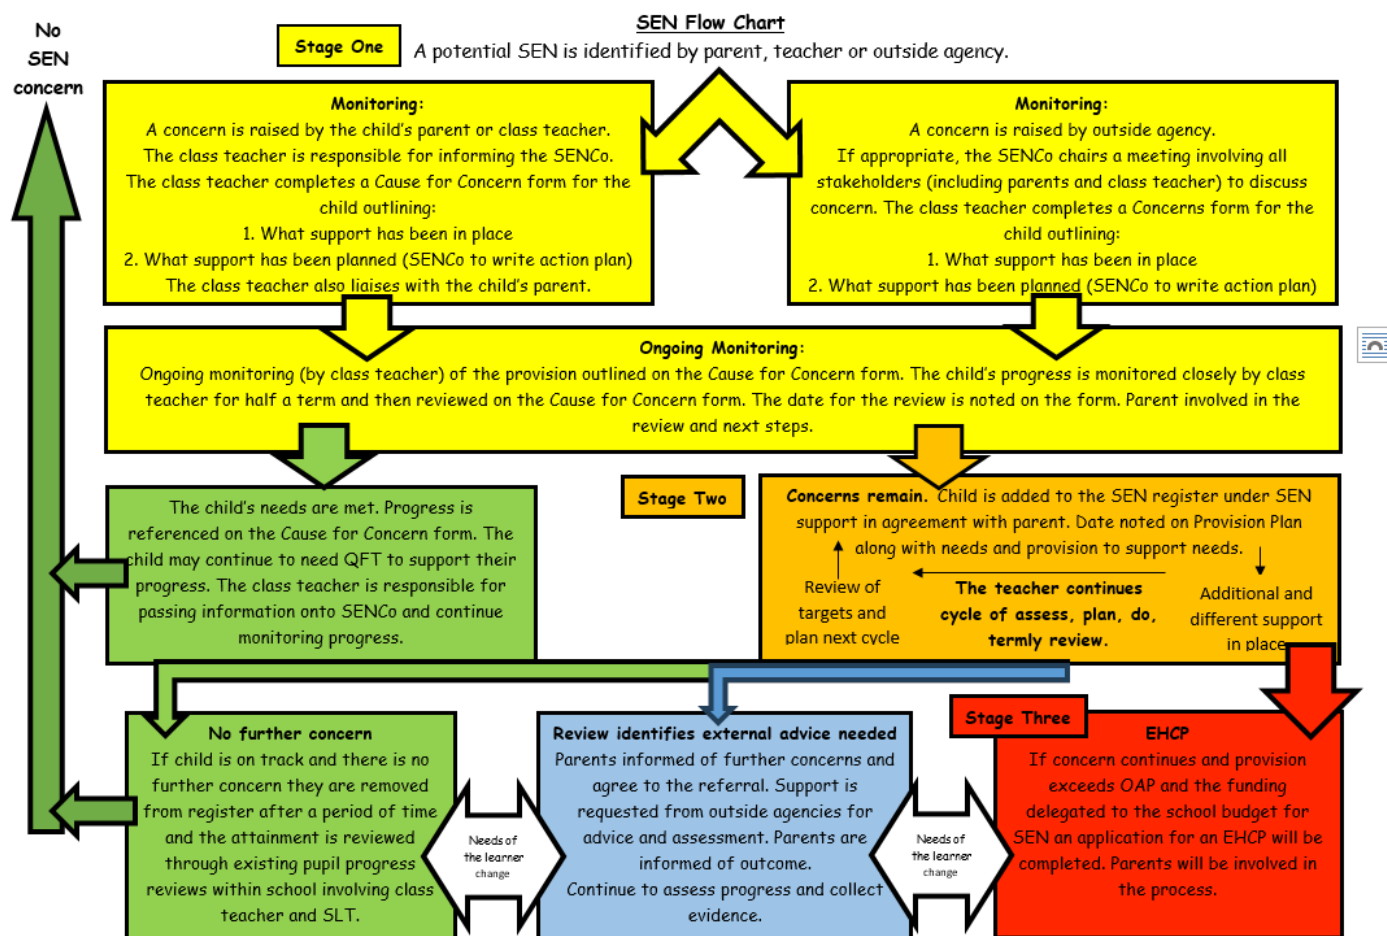 SEN Flow Chart
No
SEN
concern
Stage One
A potential SEN is identified by parent, teacher or outside agency.
Monitoring:
A concern is raised by the child's parent or class teacher.
The class teacher is responsible for informing the SENCo.
The class teacher completes a Cause for Concern form for the
child outlining:
1. What support has been in place
2. What support has been planned (SENCo to write action plan)
The class teacher also liaises with the child's parent.
Monitoring:
A concern is raised by outside agency.
If appropriate, the SENCo chairs a meeting involving all
stakeholders (including parents and class teacher) to discuss
concern. The class teacher completes a Concerns form for the
child outlining:
1. What support has been in place
2. What support has been planned (SENCo to write action plan)
Ongoing Monitoring:
Ongoing monitoring (by class teacher) of the provision outlined on the Cause for Concern form. The child's progress is monitored closely by class
teacher for half a term and then reviewed on the Cause for Concern form. The date for the review is noted on the form. Parent involved in the
review and next steps.
The child's needs are met. Progress is
referenced on the Cause for Concern form. The
child may continue to need QFT to support their
progress. The class teacher is responsible for
passing information onto SENCo and continue
monitoring progress.
Stage Two
Concerns remain. Child is added to the SEN register under SEN
support in agreement with parent. Date noted on Provision Plan
along with needs and provision to support needs.
Review of
targets and
plan next cycle
The teacher continues
cycle of assess, plan, do,
termly review.
Additional and
different support
in place
No further concern
If child is on track and there is no
further concern they are removed
from register after a period of time
and the attainment is reviewed
through existing pupil progress
reviews within school involving class
teacher and SLT.
Needs of
the learner
change
Review identifies external advice needed
Parents informed of further concerns and
agree to the referral. Support is
requested from outside agencies for
advice and assessment. Parents are
informed of outcome.
Continue to assess progress and collect
evidence.
Needs of
the learner
change
Stage Three
EHCP
If concern continues and provision
exceeds OAP and the funding
delegated to the school budget for
SEN an application for an EHCP will be
completed. Parents will be involved in
the process.